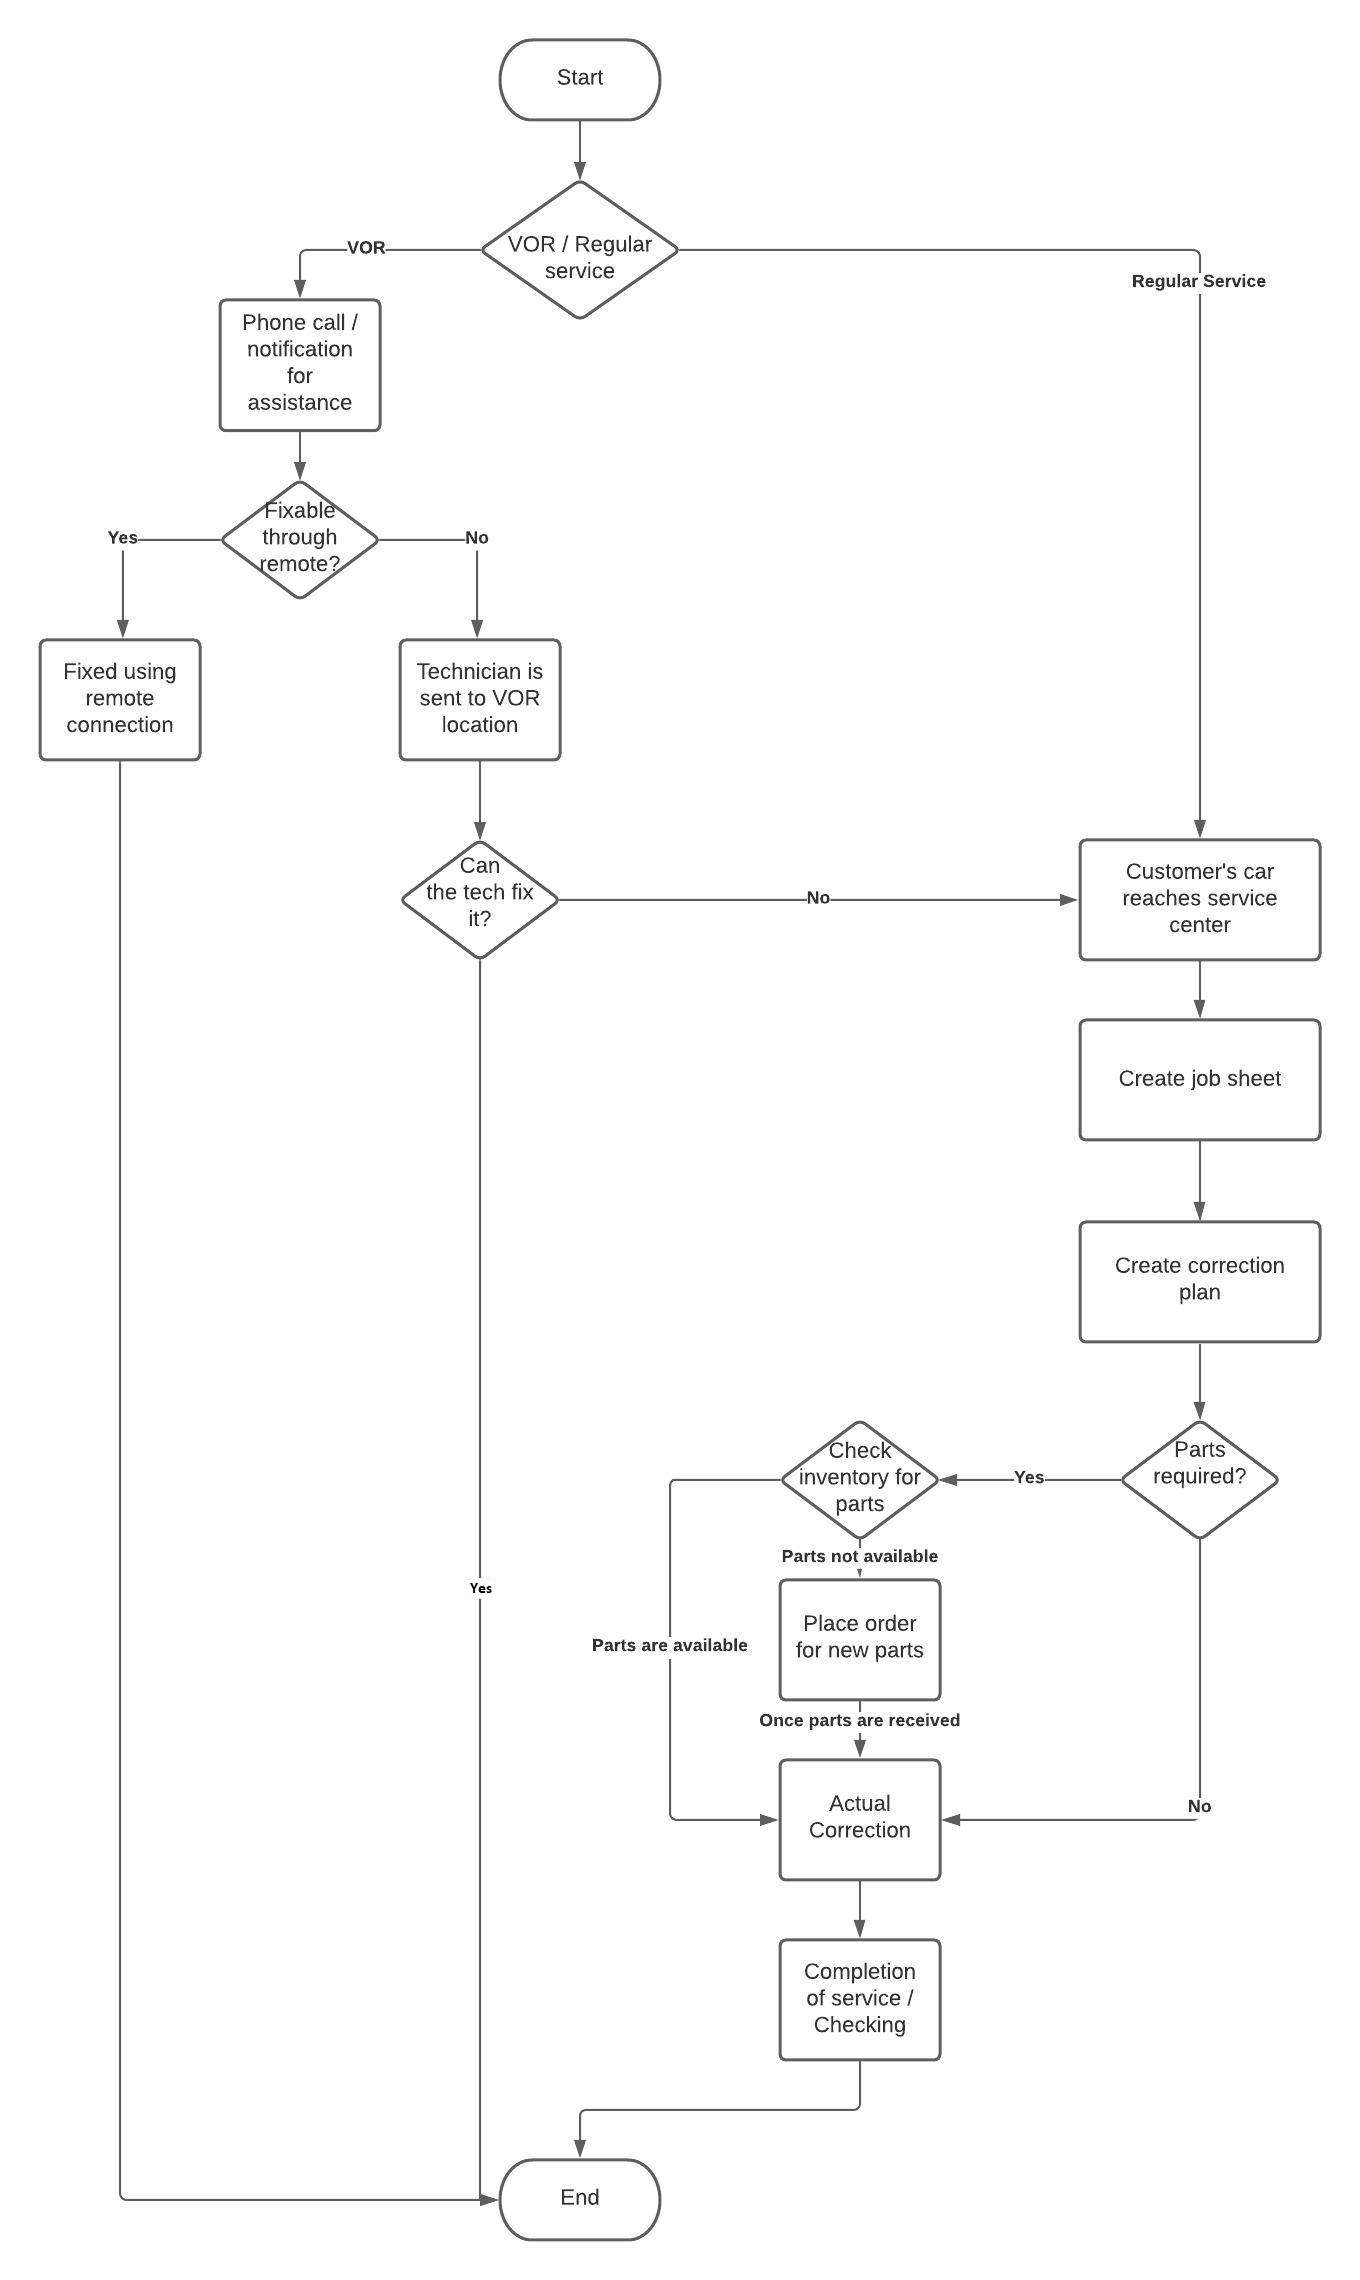 Start
VOR / Regular
service
VOR
Regular Service
Phone call /
notification
for
assistance
Fixable
through
remote?
Yes
No
Fixed using
remote
connection
Technician is
sent to VOR
location
Can
the tech fix
it?
No
Customer's car
reaches service
center
Create job sheet
Create correction
plan
Parts
required?
Yes
Check
inventory for
parts
Parts not available
Yes
Place order
for new parts
Parts are available
Once parts are received
Actual
Correction
No
Completion
of service /
Checking
End